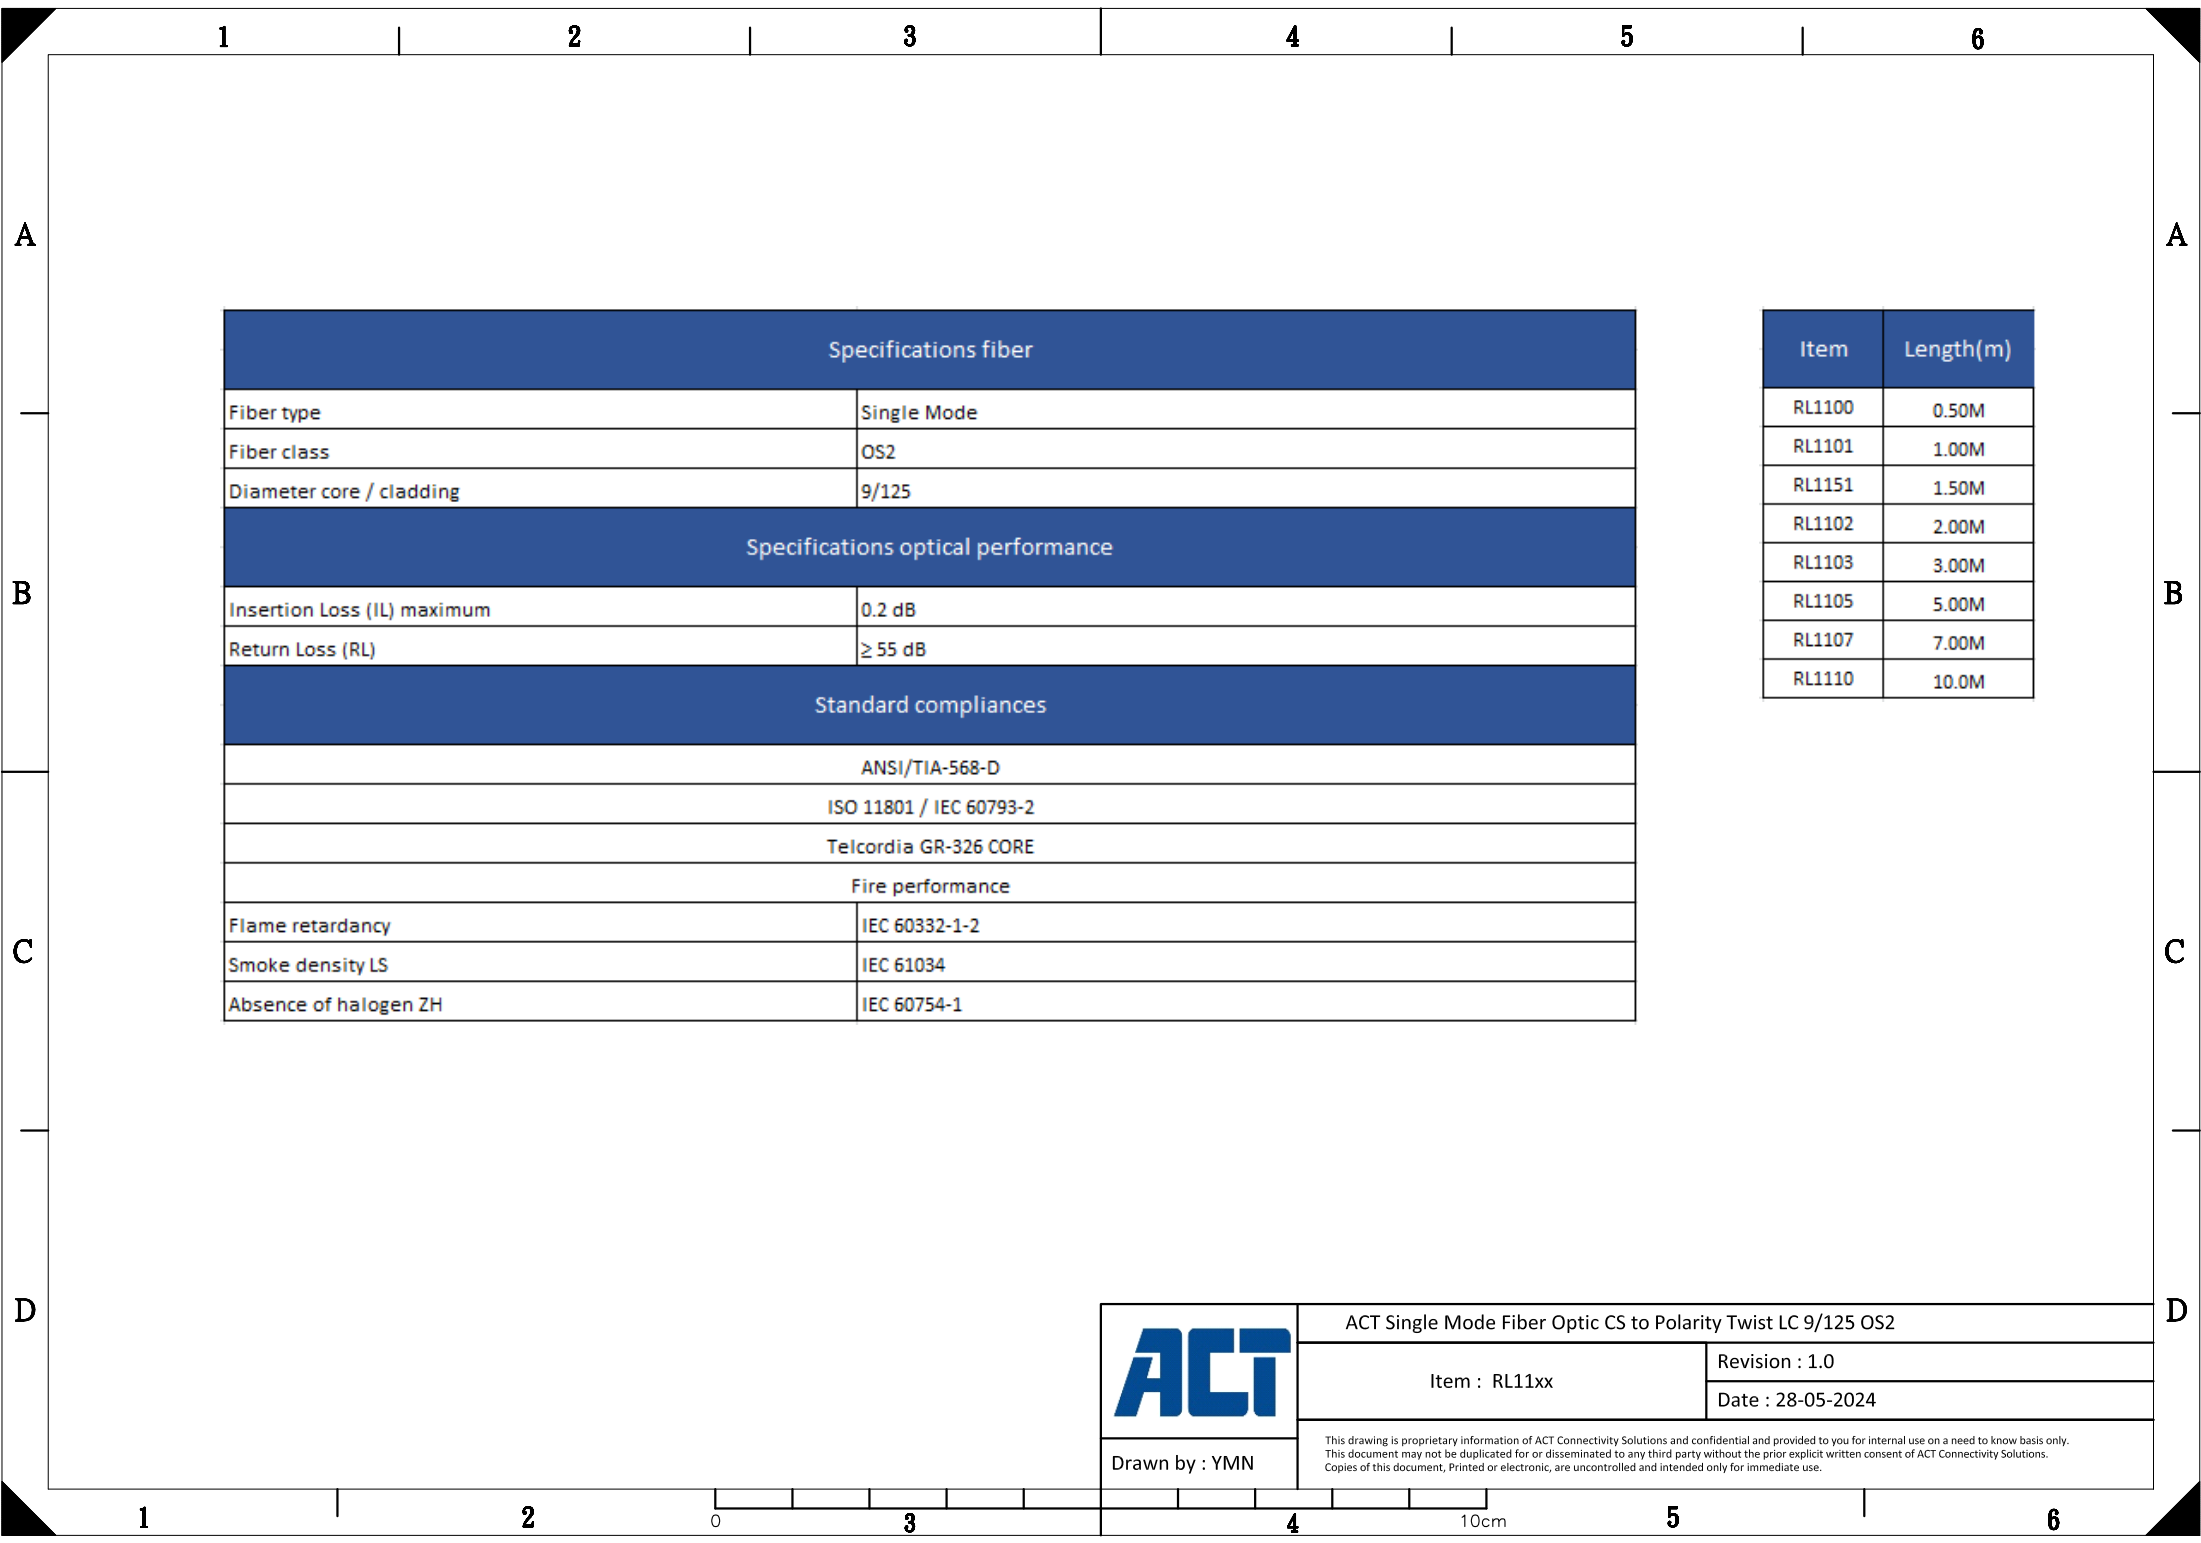 1 2 3 4 5 6
A A
B B
C C
D D
Specifications fiber
Fiber type Single Mode
Fiber class OS2
Diameter core / cladding 9/125
Specifications optical performance
Insertion Loss (IL) maximum 0.2 dB
Return Loss (RL) ≥ 55 dB
Standard compliances
ANSI/TIA-568-D
ISO 11801 / IEC 60793-2
Telcordia GR-326 CORE
Fire performance
Flame retardancy IEC 60332-1-2
Smoke density LS IEC 61034
Absence of halogen ZH IEC 60754-1
Item Length(m)
RL1100 0.50M
RL1101 1.00M
RL1151 1.50M
RL1102 2.00M
RL1103 3.00M
RL1105 5.00M
RL1107 7.00M
RL1110 10.0M
ACT
Drawn by : YMN
ACT Single Mode Fiber Optic CS to Polarity Twist LC 9/125 OS2
Item : RL11xx
Revision : 1.0
Date : 28-05-2024
This drawing is proprietary information of ACT Connectivity Solutions and confidential and provided to you for internal use on a need to know basis only.
This document may not be duplicated for or disseminated to any third party without the prior explicit written consent of ACT Connectivity Solutions.
Copies of this document, Printed or electronic, are uncontrolled and intended only for immediate use.
0 10cm
1 2 3 4 5 6